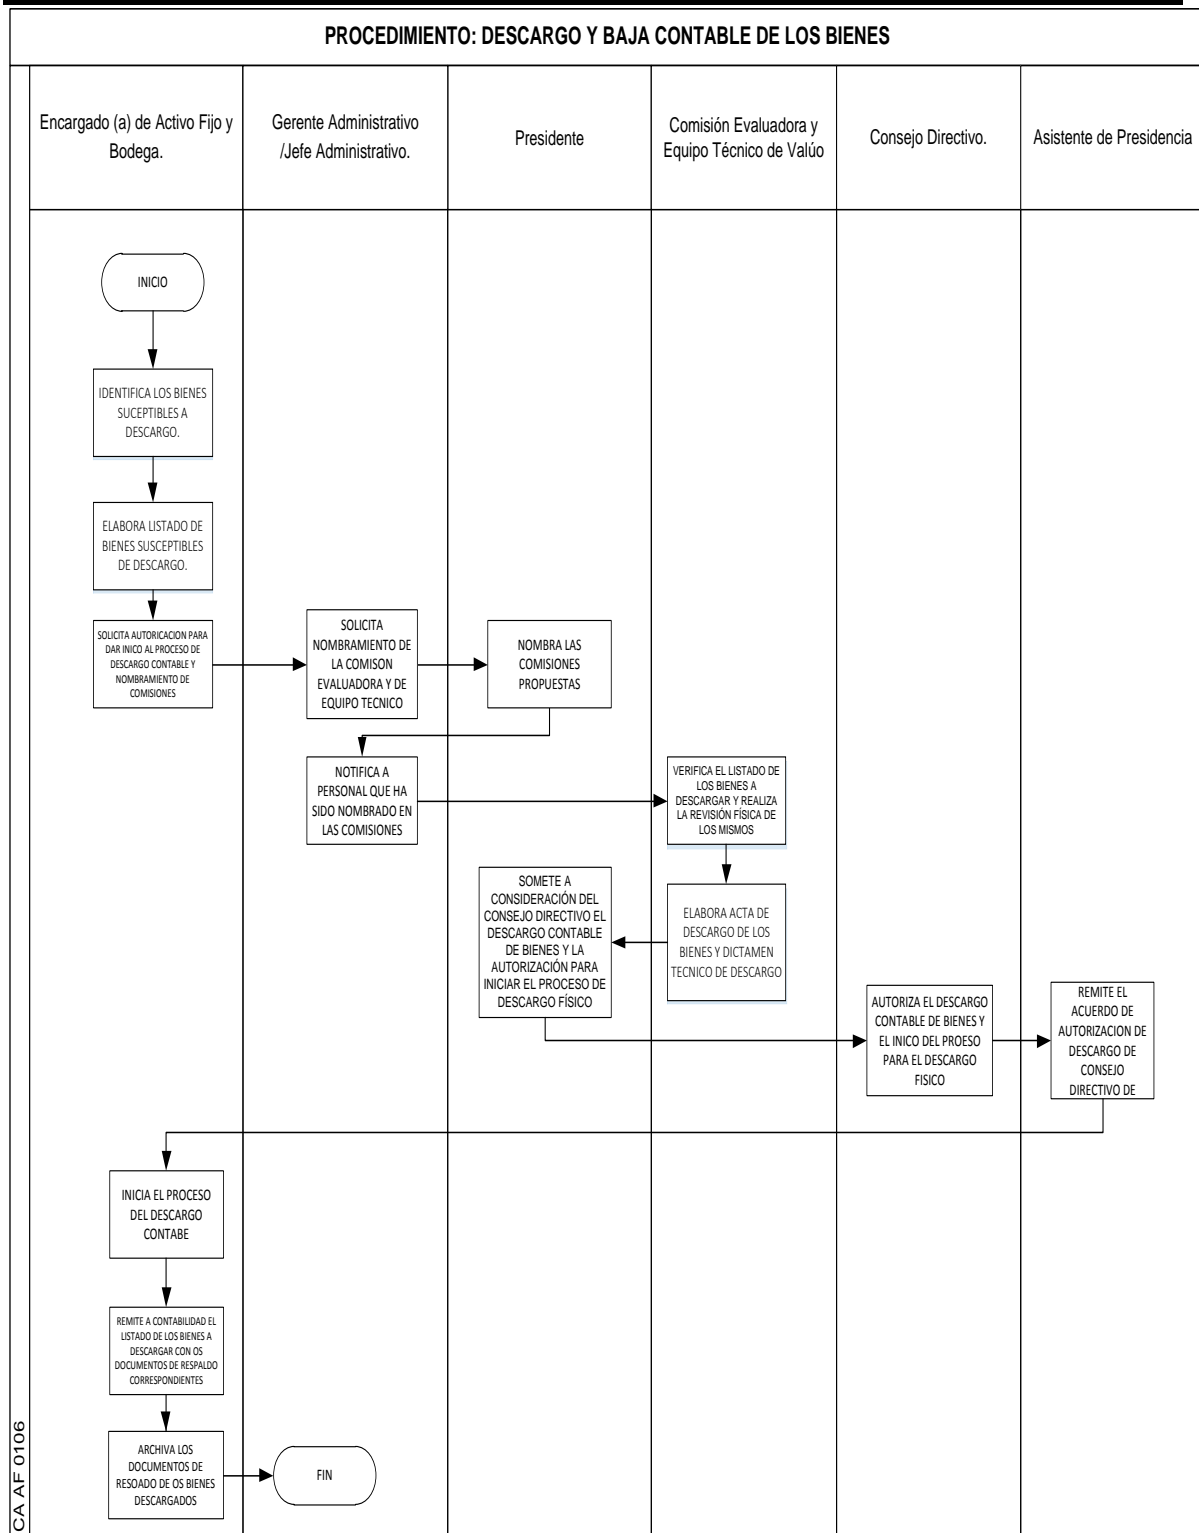 PROCEDIMIENTO: DESCARGO Y BAJA CONTABLE DE LOS BIENES
Encargado (a) de Activo Fijo y
Bodega.
Gerente Administrativo
/Jefe Administrativo.
Presidente
Comisión Evaluadora y
Equipo Técnico de Valúo
Consejo Directivo.
Asistente de Presidencia
INICIO
IDENTIFICA LOS BIENES
SUCEPTIBLES A
DESCARGO.
ELABORA LISTADO DE
BIENES SUSCEPTIBLES
DE DESCARGO.
SOLICITA AUTORICACION PARA
DAR INICO AL PROCESO DE
DESCARGO CONTABLE Y
NOMBRAMIENTO DE
COMISIONES
SOLICITA
NOMBRAMIENTO DE
LA COMISON
EVALUADORA Y DE
EQUIPO TECNICO
NOMBRA LAS
COMISIONES
PROPUESTAS
NOTIFICA A
PERSONAL QUE HA
SIDO NOMBRADO EN
LAS COMISIONES
VERIFICA EL LISTADO DE
LOS BIENES A
DESCARGAR Y REALIZA
LA REVISIÓN FÍSICA DE
LOS MISMOS
ELABORA ACTA DE
DESCARGO DE LOS
BIENES Y DICTAMEN
TECNICO DE DESCARGO
SOMETE A
CONSIDERACIÓN DEL
CONSEJO DIRECTIVO EL
DESCARGO CONTABLE
DE BIENES Y LA
AUTORIZACIÓN PARA
INICIAR EL PROCESO DE
DESCARGO FÍSICO
AUTORIZA EL DESCARGO
CONTABLE DE BIENES Y
EL INICO DEL PROESO
PARA EL DESCARGO
FISICO
REMITE EL
ACUERDO DE
AUTORIZACION DE
DESCARGO DE
CONSEJO
DIRECTIVO DE
INICIA EL PROCESO
DEL DESCARGO
CONTABE
REMITE A CONTABILIDAD EL
LISTADO DE LOS BIENES A
DESCARGAR CON OS
DOCUMENTOS DE RESPALDO
CORRESPONDIENTES
ARCHIVA LOS
DOCUMENTOS DE
RESOADO DE OS BIENES
DESCARGADOS
FIN
CA AF 0106